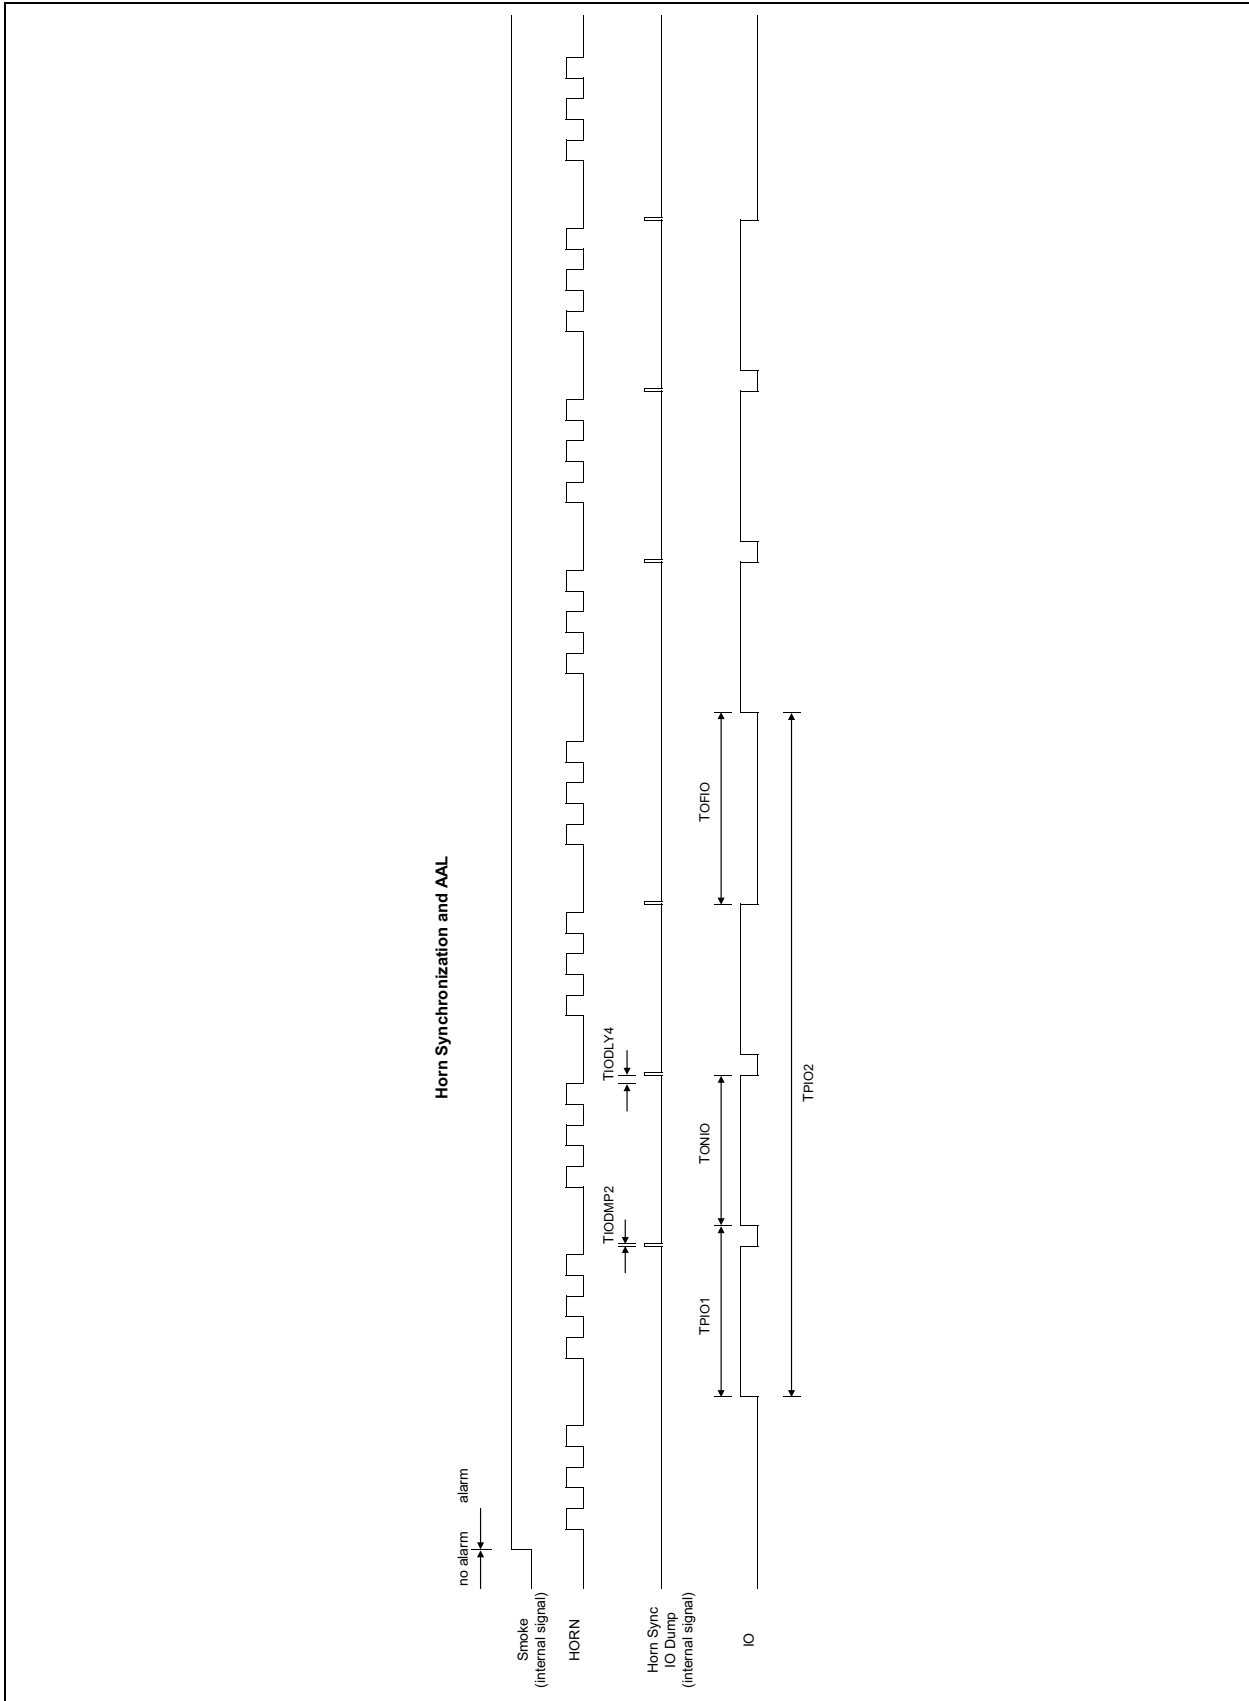 Horn Synchronization and AAL
no alarm
alarm
Smoke
(internal signal)
HORN
TIODMP2
TIODLY4
Horn Sync
IO Dump
(internal signal)
TPIO1
TONIO
TOFIO
IO
TPIO2